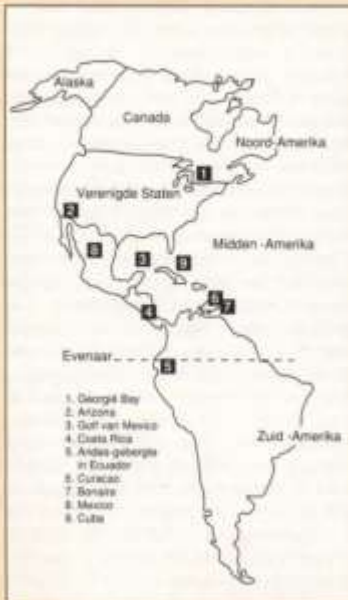 Alaska
Canada
Noord-Amerika
1
Verenigde Staten
2
Midden -Amerika
8
3
9
6
7
4
Evenaar
5
1. Georgië Bay
2. Arizona
3. Golf van Mexico
4. Costa Rica
5. Andes-gebergte
in Ecuador
6. Curacao
7. Bonaire
8. Mexico
9. Cuba
Zuid -Amerika